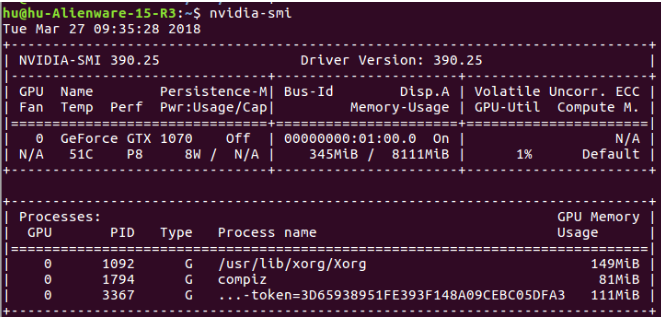 hu@hu-Alienware-15-R3:~$ nvidia-smi
Tue Mar 27 09:35:28 2018
+-----------------------------------------------------------------------------+
| NVIDIA-SMI 390.25                 Driver Version: 390.25                    |
|-------------------------------+----------------------+----------------------+
| GPU  Name        Persistence-M| Bus-Id        Disp.A | Volatile Uncorr. ECC |
| Fan  Temp  Perf  Pwr:Usage/Cap|         Memory-Usage | GPU-Util  Compute M. |
|===============================+======================+======================|
|   0  GeForce GTX 1070    Off  | 00000000:01:00.0  On |                  N/A |
| N/A   51C    P8     8W /  N/A |    345MiB /  8111MiB |      1%      Default |
+-------------------------------+----------------------+----------------------+
+-----------------------------------------------------------------------------+
| Processes:                                                       GPU Memory |
|  GPU       PID   Type   Process name                             Usage      |
|=============================================================================|
|    0      1092      G   /usr/lib/xorg/Xorg                           149MiB |
|    0      1794      G   compiz                                        81MiB |
|    0      3367      G   ...-token=3D65938951FE393F148A09CEBC05DFA3   111MiB |
+-----------------------------------------------------------------------------+